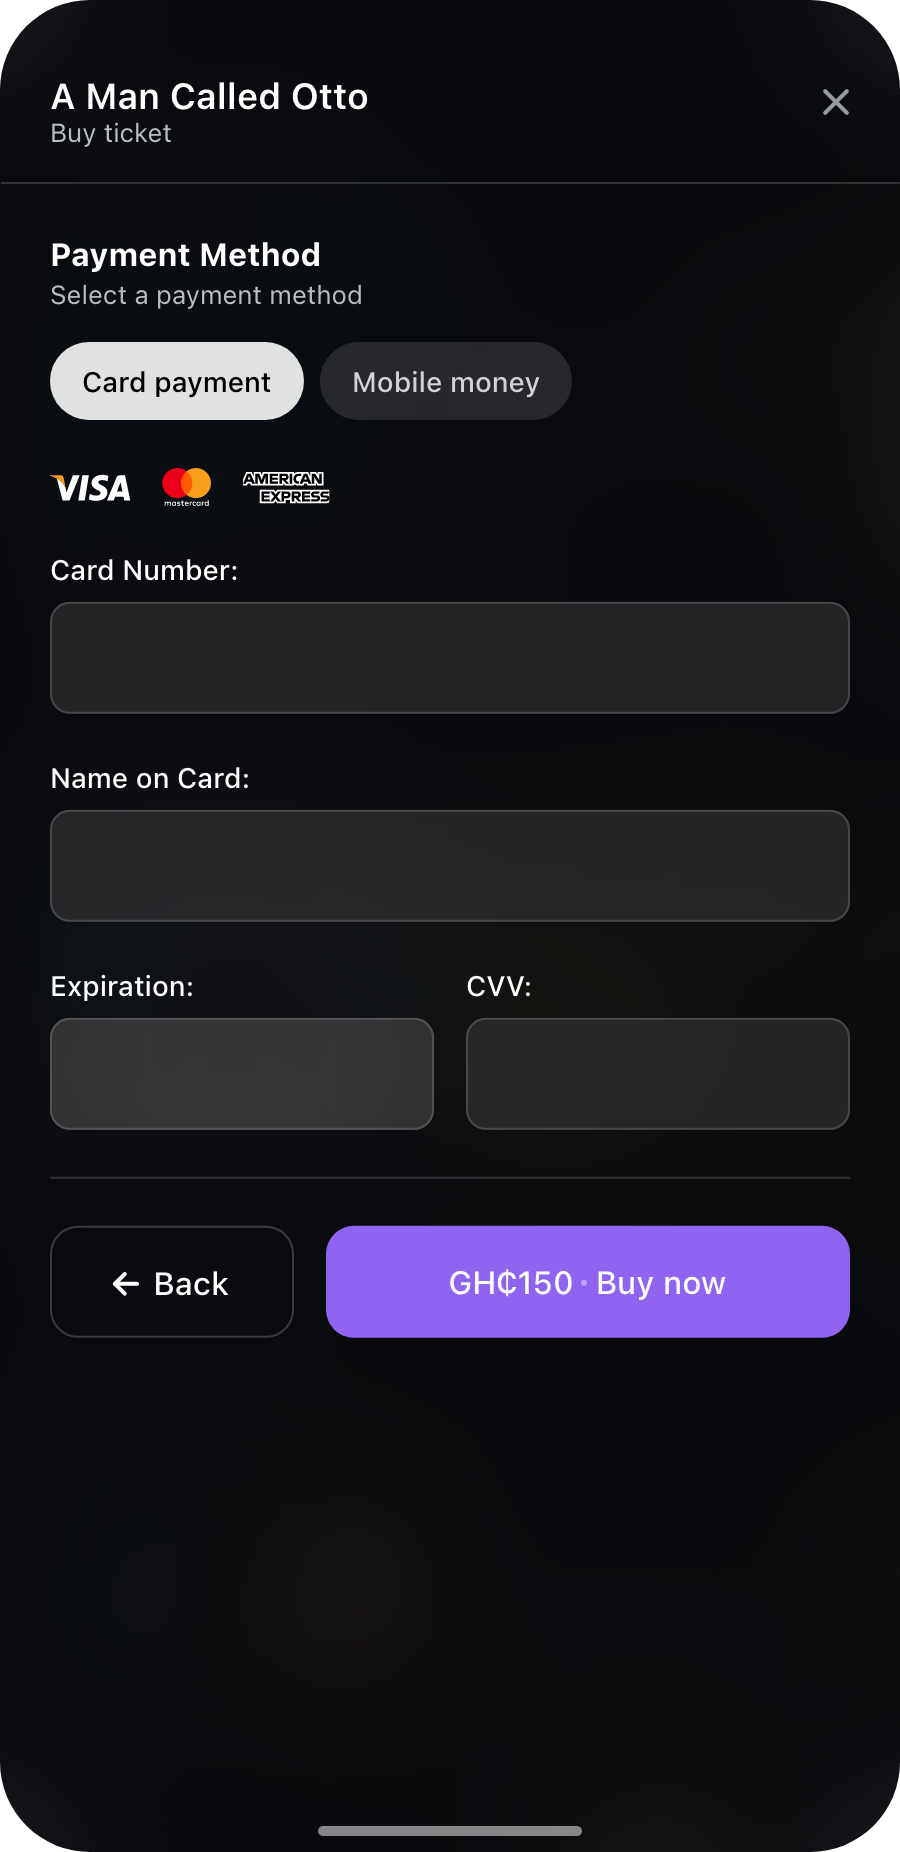 A Man Called Otto
Buy ticket
Payment Method
Select a payment method
Card payment Mobile money
VISA mastercard AMERICAN EXPRESS
Card Number:
Name on Card:
Expiration: CVV:
← Back GH₵150 • Buy now